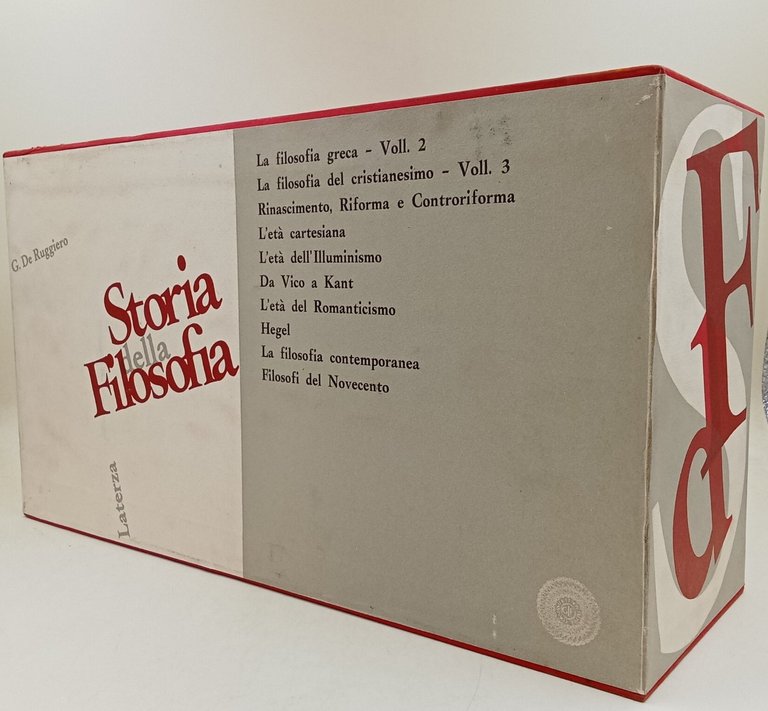 G. De Ruggiero
Storia
della
Filosofia
Laterza
La filosofia greca – Voll. 2
La filosofia del cristianesimo – Voll. 3
Rinascimento, Riforma e Controriforma
L'età cartesiana
L'età dell'Illuminismo
Da Vico a Kant
L'età del Romanticismo
Hegel
La filosofia contemporanea
Filosofi del Novecento
S
d
F